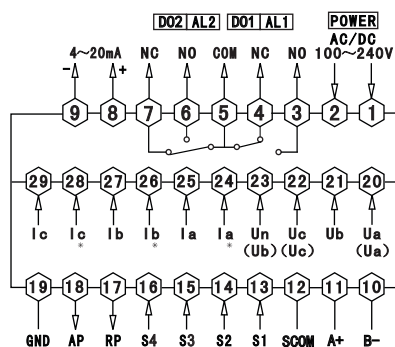 DO2 AL2 DO1 AL1 POWER
AC/DC
4～20mA NC NO COM NC NO 100～240V
- +
9 8 7 6 5 4 3 2 1
29 28 27 26 25 24 23 22 21 20
Ic Ic Ib Ib Ia Ia Un Uc Ub Ua
* * * (Ub) (Uc) (Ua)
19 18 17 16 15 14 13 12 11 10
GND AP RP S4 S3 S2 S1 SCOM A+ B-